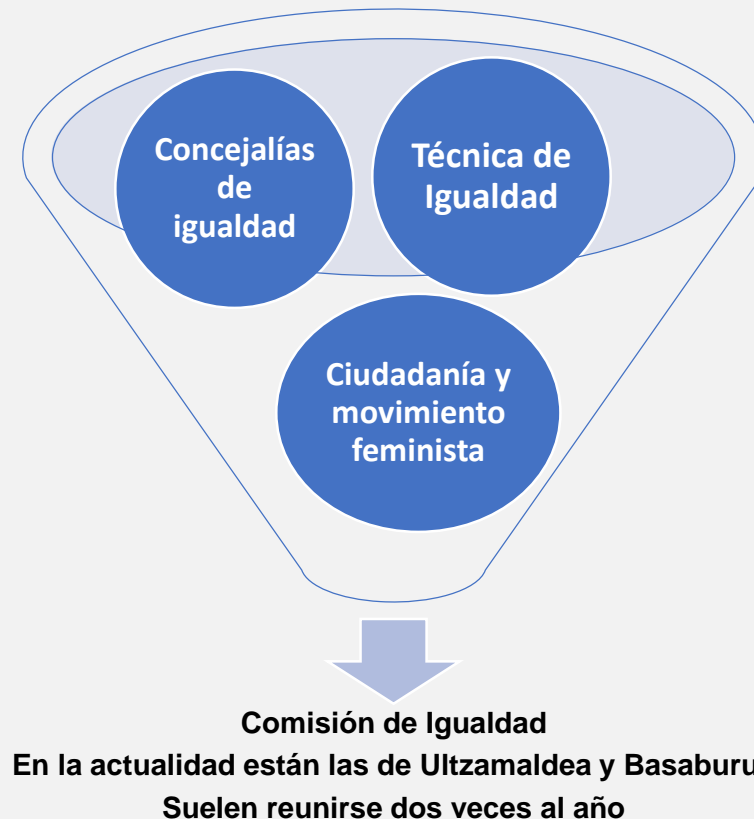 Concejalías
de
igualdad
Técnica de
Igualdad
Ciudadanía y
movimiento
feminista
Comisión de Igualdad
En la actualidad están las de Ultzamaldea y Basaburu
Suelen reunirse dos veces al año